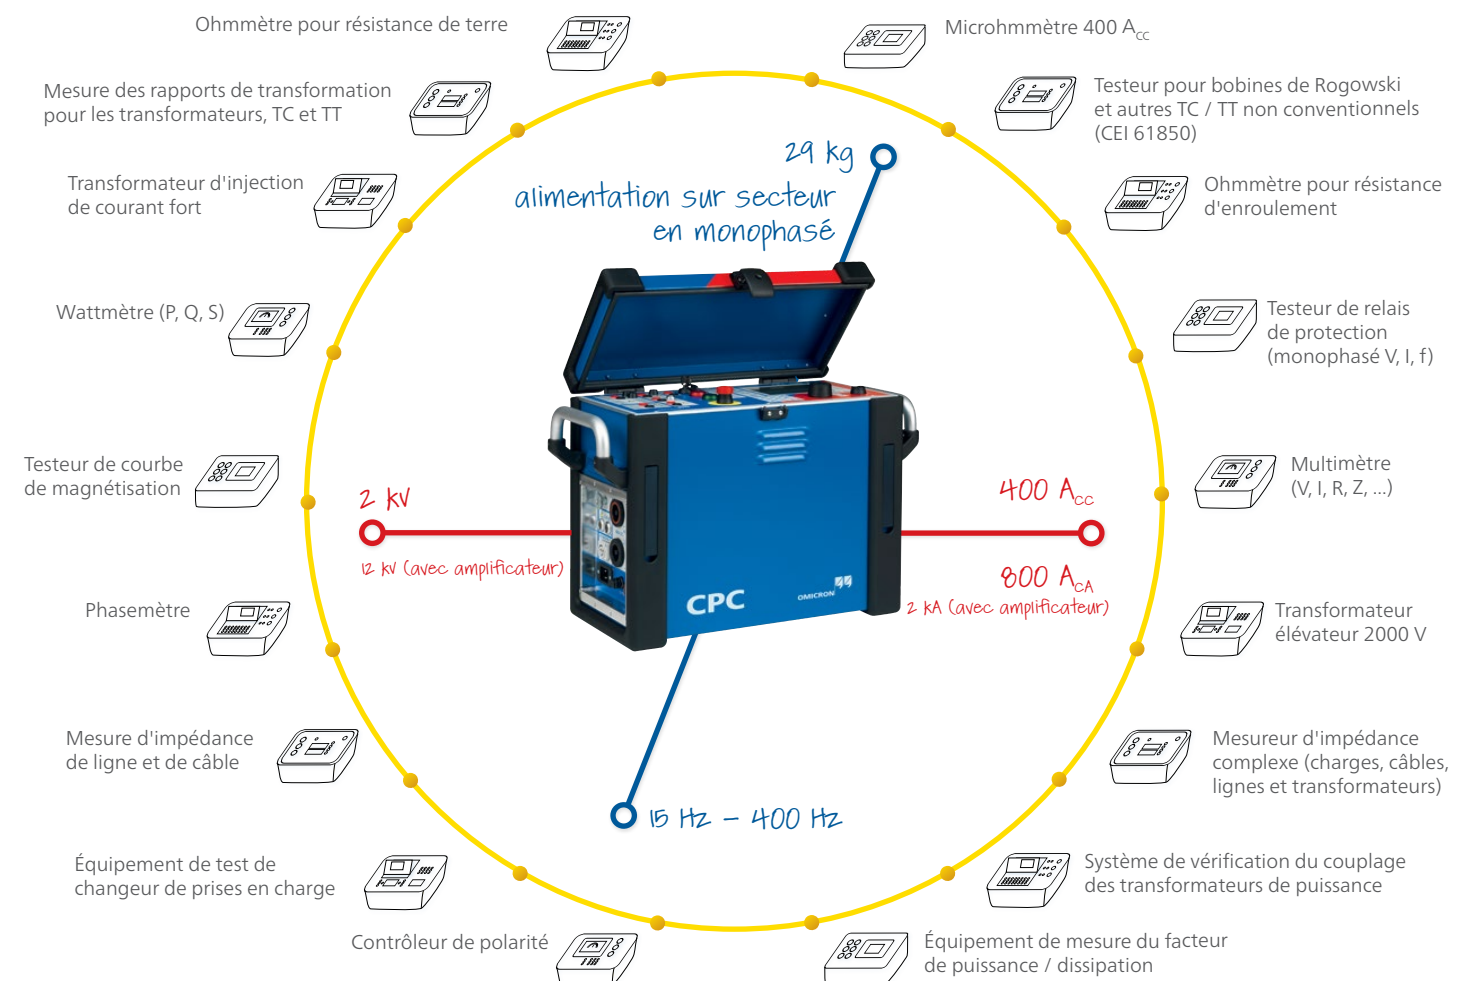 Ohmmètre pour résistance de terre
Microhmmètre 400 Acc
Mesure des rapports de transformation
pour les transformateurs, TC et TT
Testeur pour bobines de Rogowski
et autres TC / TT non conventionnels
(CEI 61850)
29 kg
alimentation sur secteur
en monophasé
Transformateur d'injection
de courant fort
Ohmmètre pour résistance
d'enroulement
Wattmètre (P, Q, S)
Testeur de relais
de protection
(monophasé V, I, f)
Testeur de courbe
de magnétisation
Multimètre
(V, I, R, Z, ...)
2 kV
12 kV (avec amplificateur)
400 Acc
800 ACA
2 kA (avec amplificateur)
CPC
OMICRON
Phasemètre
Transformateur
élévateur 2000 V
Mesure d'impédance
de ligne et de câble
Mesureur d'impédance
complexe (charges, câbles,
lignes et transformateurs)
15 Hz – 400 Hz
Équipement de test de
changeur de prises en charge
Système de vérification du couplage
des transformateurs de puissance
Contrôleur de polarité
Équipement de mesure du facteur
de puissance / dissipation